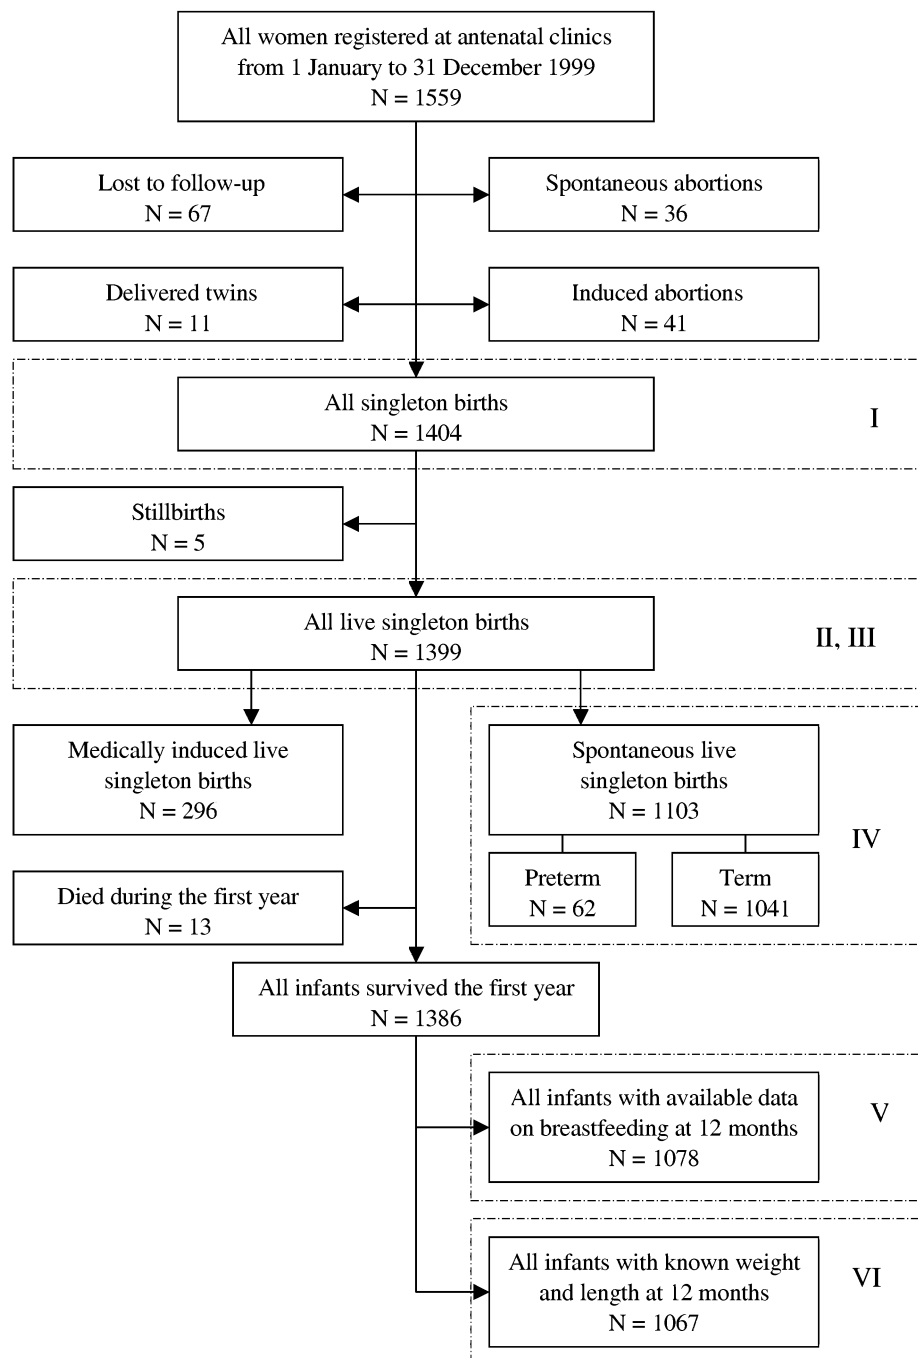 All women registered at antenatal clinics
from 1 January to 31 December 1999
N = 1559
Lost to follow-up
N = 67
Spontaneous abortions
N = 36
Delivered twins
N = 11
Induced abortions
N = 41
All singleton births
N = 1404
I
Stillbirths
N = 5
All live singleton births
N = 1399
II, III
Medically induced live
singleton births
N = 296
Spontaneous live
singleton births
N = 1103
IV
Preterm
N = 62
Term
N = 1041
Died during the first year
N = 13
All infants survived the first year
N = 1386
All infants with available data
on breastfeeding at 12 months
N = 1078
V
All infants with known weight
and length at 12 months
N = 1067
VI